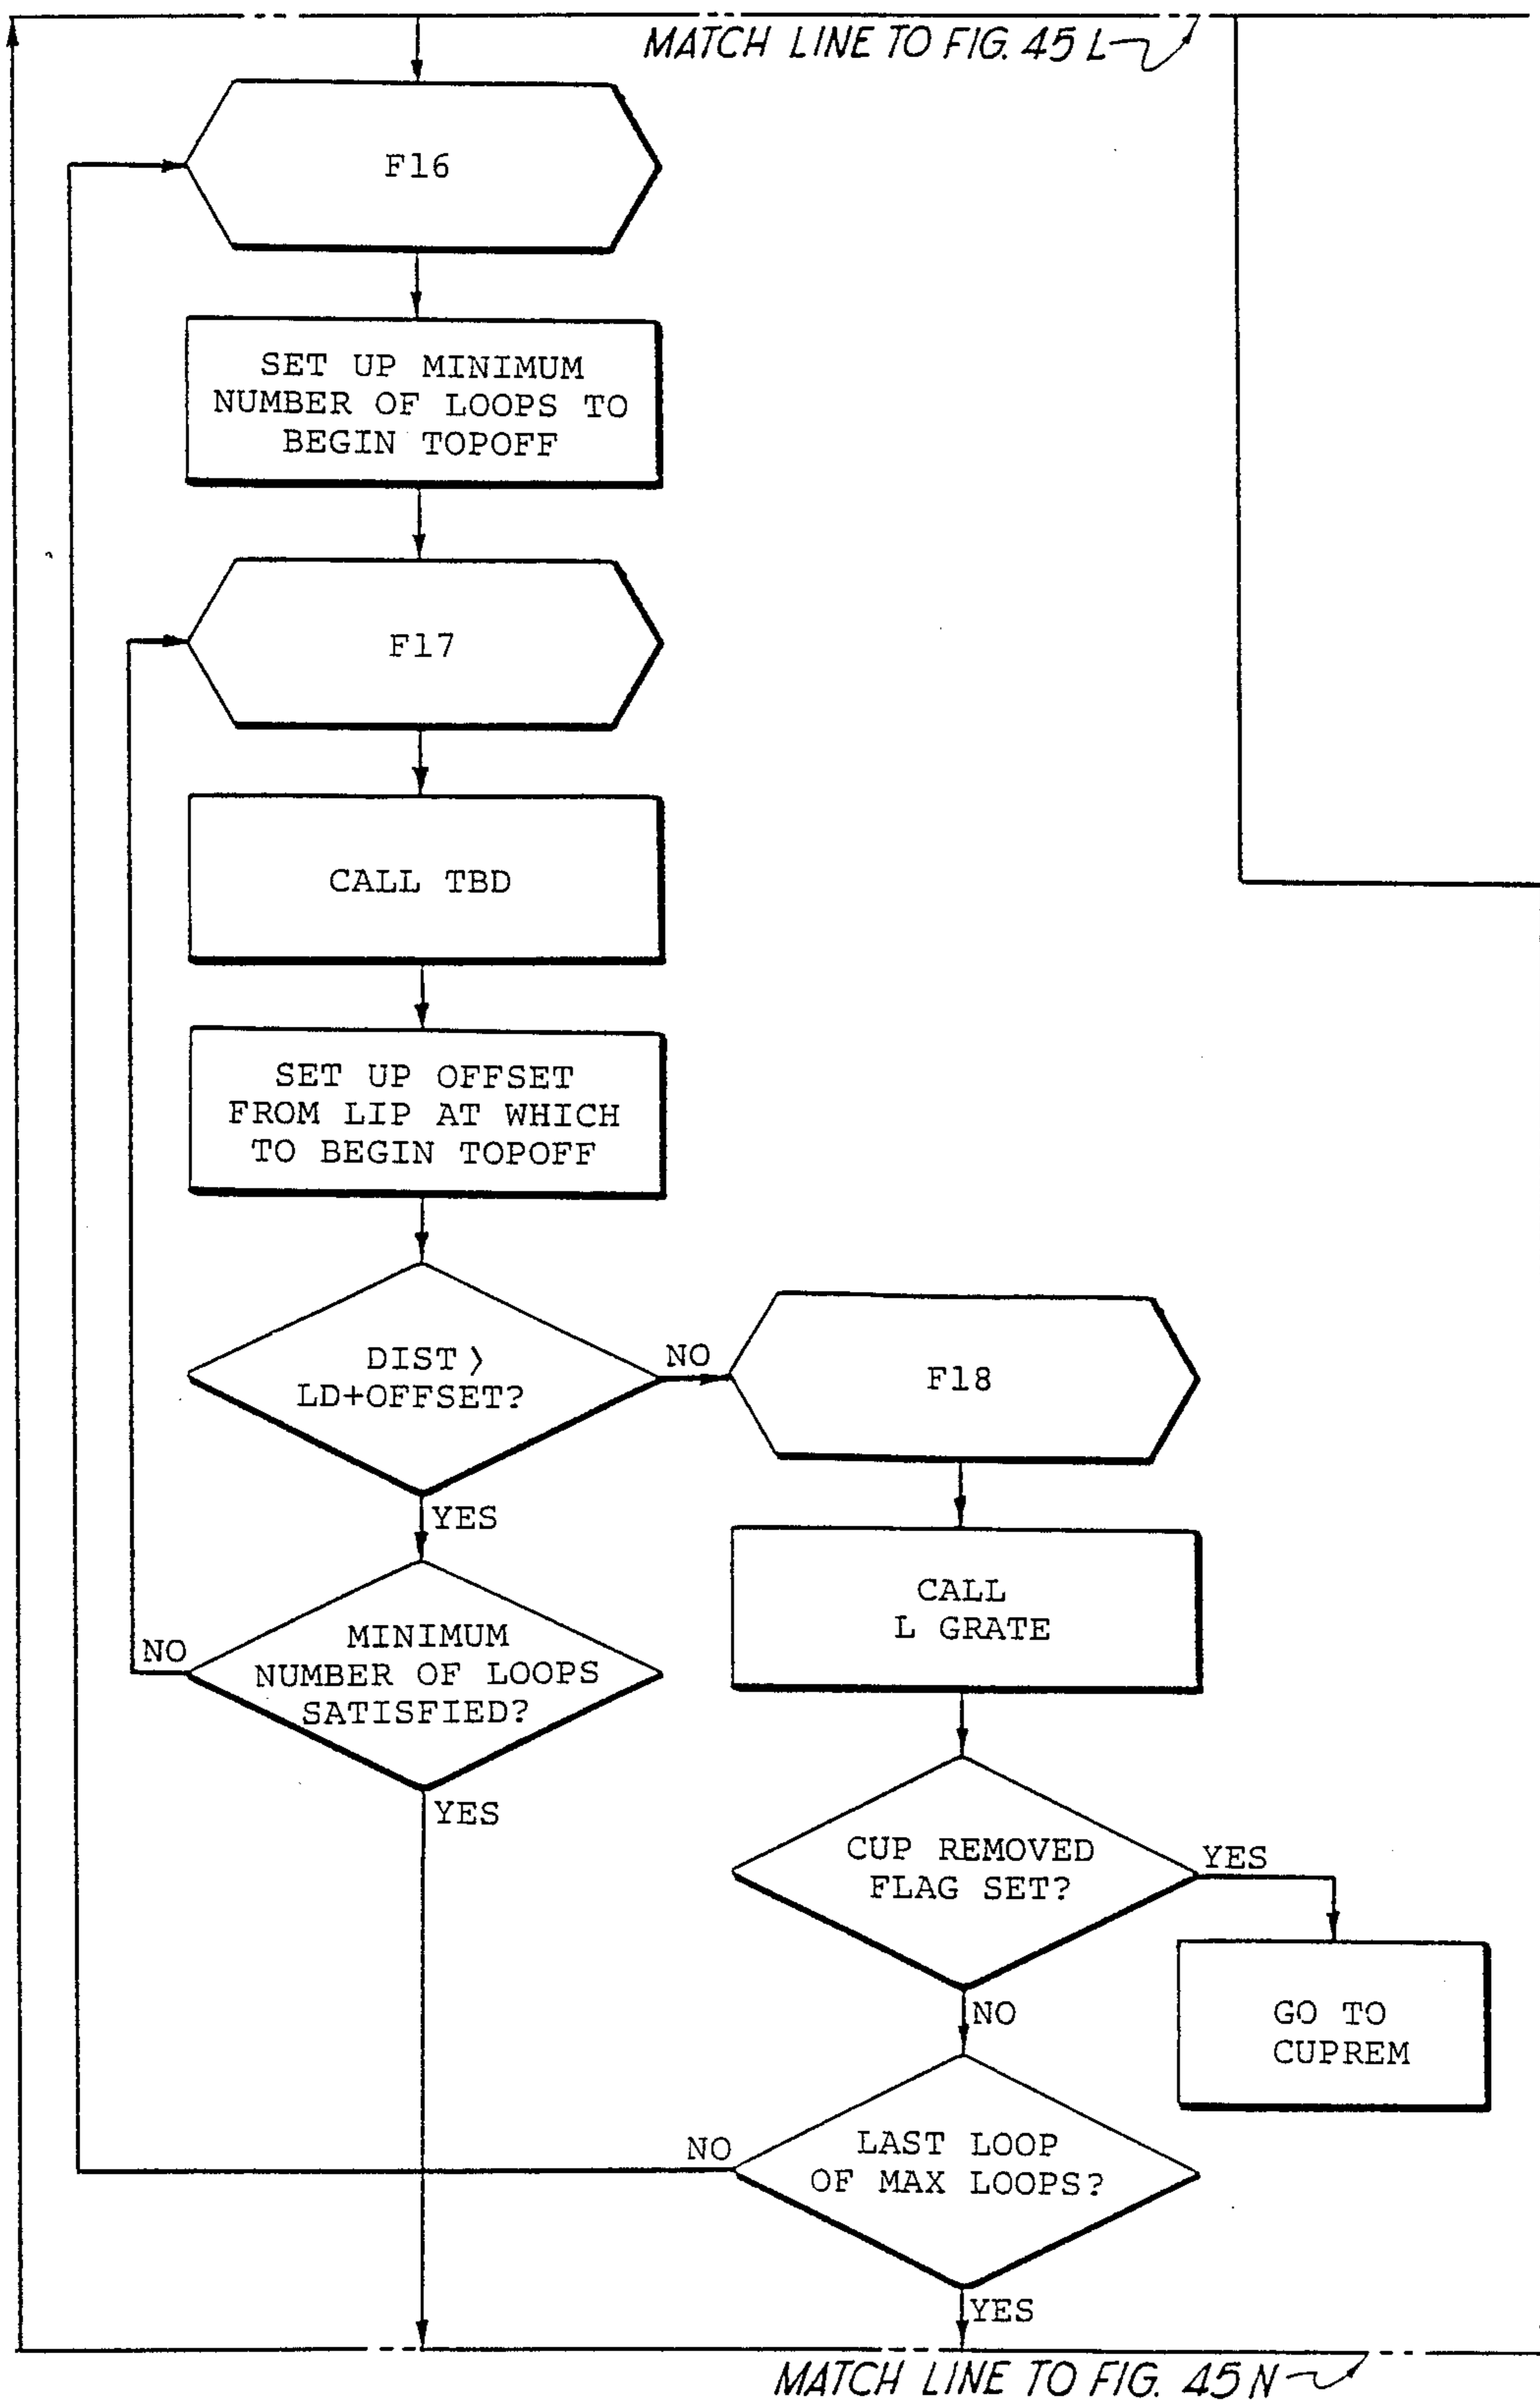 MATCH LINE TO FIG. 45 L
F16
SET UP MINIMUM
NUMBER OF LOOPS TO
BEGIN TOPOFF
F17
CALL TBD
SET UP OFFSET
FROM LIP AT WHICH
TO BEGIN TOPOFF
DIST >
LD+OFFSET?
NO
F18
YES
CALL
L GRATE
MINIMUM
NUMBER OF LOOPS
SATISFIED?
NO
YES
CUP REMOVED
FLAG SET?
YES
GO TO
CUPREM
NO
LAST LOOP
OF MAX LOOPS?
NO
YES
MATCH LINE TO FIG. 45 N